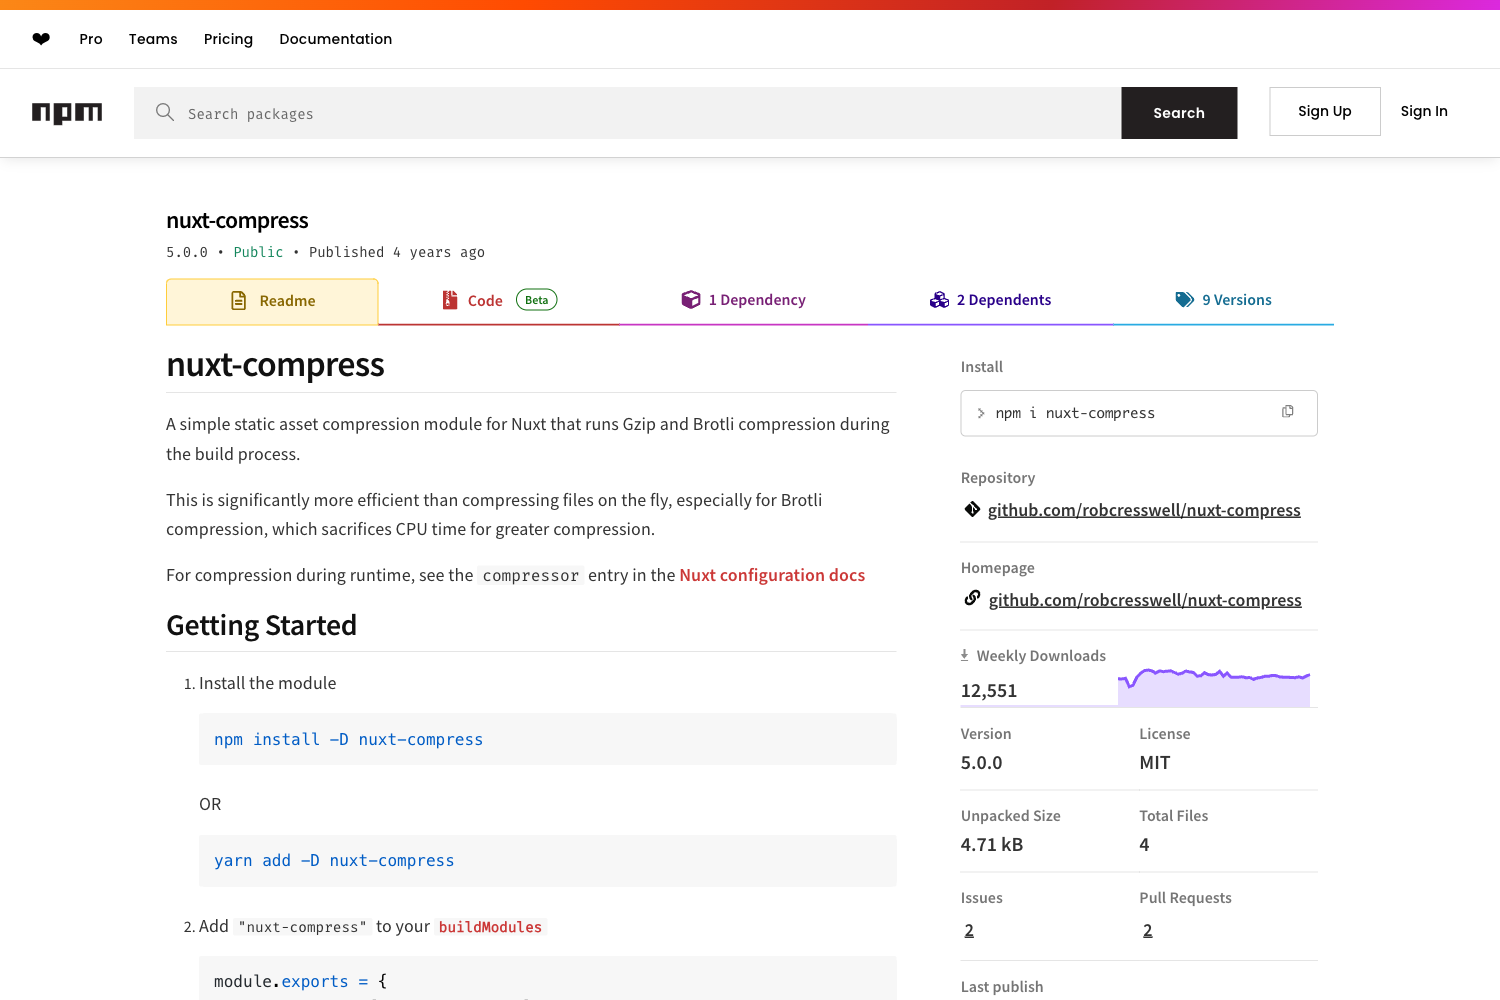 ❤ Pro Teams Pricing Documentation
npm Search packages Search Sign Up Sign In
nuxt-compress
5.0.0 • Public • Published 4 years ago
Readme Code Beta 1 Dependency 2 Dependents 9 Versions
nuxt-compress
A simple static asset compression module for Nuxt that runs Gzip and Brotli compression during
the build process.
This is significantly more efficient than compressing files on the fly, especially for Brotli
compression, which sacrifices CPU time for greater compression.
For compression during runtime, see the compressor entry in the Nuxt configuration docs
Getting Started
1. Install the module
npm install -D nuxt-compress
OR
yarn add -D nuxt-compress
2. Add "nuxt-compress" to your buildModules
module.exports = {
Install
npm i nuxt-compress
Repository
github.com/robcresswell/nuxt-compress
Homepage
github.com/robcresswell/nuxt-compress
Weekly Downloads
12,551
Version License
5.0.0 MIT
Unpacked Size Total Files
4.71 kB 4
Issues Pull Requests
2 2
Last publish